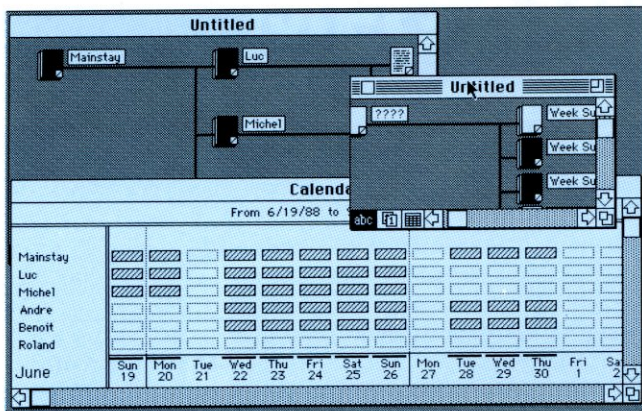 Untitled
Mainstay
Luc
Michel
Untitled
????
Week Su
Week Su
Week Su
abc
Calenda
From 6/19/88 to
Mainstay
Luc
Michel
Andre
Benoit
Roland
June
Sun Mon Tue Wed Thu Fri Sat Sun Mon Tue Wed Thu Fri Sa
19 20 21 22 23 24 25 26 27 28 29 30 1 2